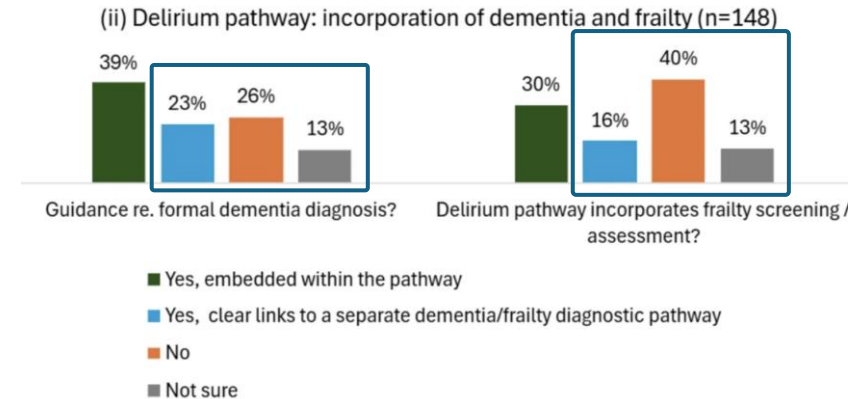 (ii) Delirium pathway: incorporation of dementia and frailty (n=148)
39%
23%
26%
13%
30%
16%
40%
13%
Guidance re. formal dementia diagnosis?
Delirium pathway incorporates frailty screening /
assessment?
Yes, embedded within the pathway
Yes, clear links to a separate dementia/frailty diagnostic pathway
No
Not sure